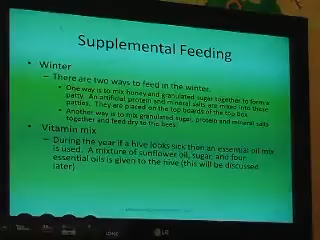 Supplemental Feeding
• Winter
– There are two ways to feed in the winter.
• One way is to mix honey and granulated sugar together to form a
patty. An artificial protein and mineral salts are mixed into these
patties. They are placed on the top boards of the top box.
• Another way is to mix granulated sugar, protein and mineral salts
together and feed dry to the bees.
• Vitamin mix
– During the year if a hive looks sick then an essential oil mix
is used. A mixture of sunflower oil, sugar, and four
essential oils is given to the hive (this will be discussed
later)
LG